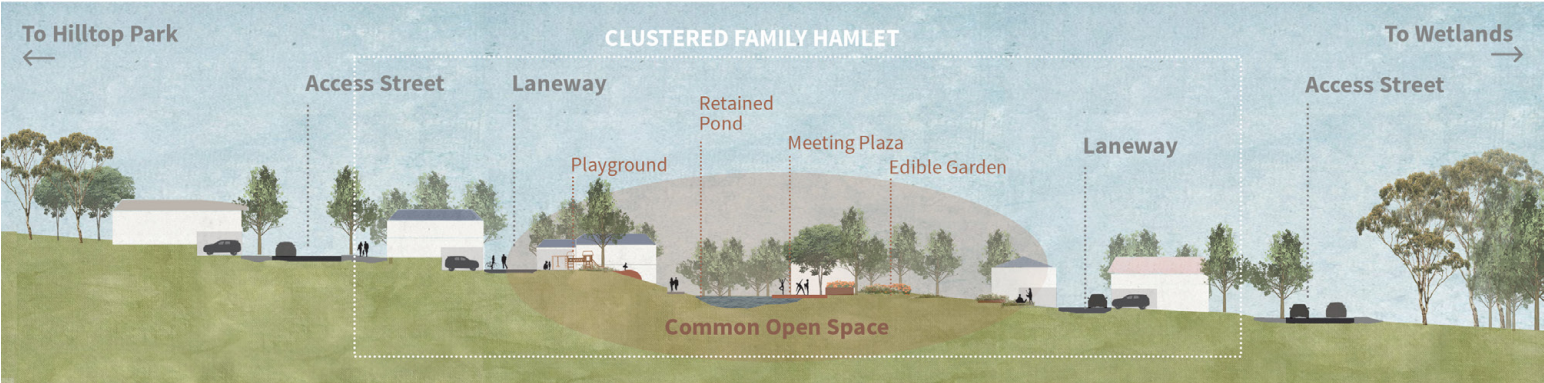 To Hilltop Park
CLUSTERED FAMILY HAMLET
To Wetlands
Access Street
Laneway
Access Street
Retained
Pond
Meeting Plaza
Laneway
Playground
Edible Garden
Common Open Space